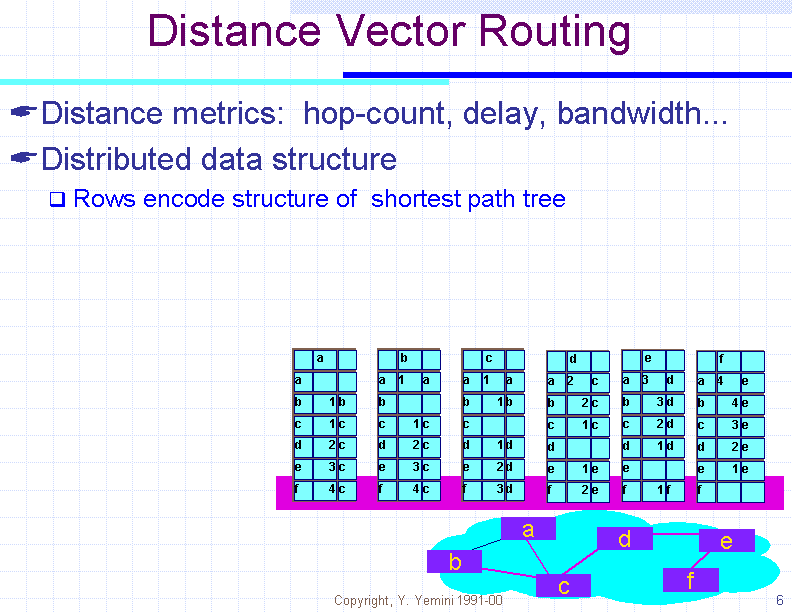 Distance Vector Routing
Distance metrics: hop-count, delay, bandwidth...
Distributed data structure
Rows encode structure of shortest path tree
a b c d e f
a a 1 a a 1 a a 2 c a 3 d a 4 e
b 1 b b b 1 b b 2 c b 3 d b 4 e
c 1 c c 1 c c c 1 c c 2 d c 3 e
d 2 c d 2 c d 1 d d d 1 d d 2 e
e 3 c e 3 c e 2 d e 1 e e e 1 e
f 4 c f 4 c f 3 d f 2 e f 1 f f
a
d
e
b
c
f
Copyright, Y. Yemini 1991-00
6